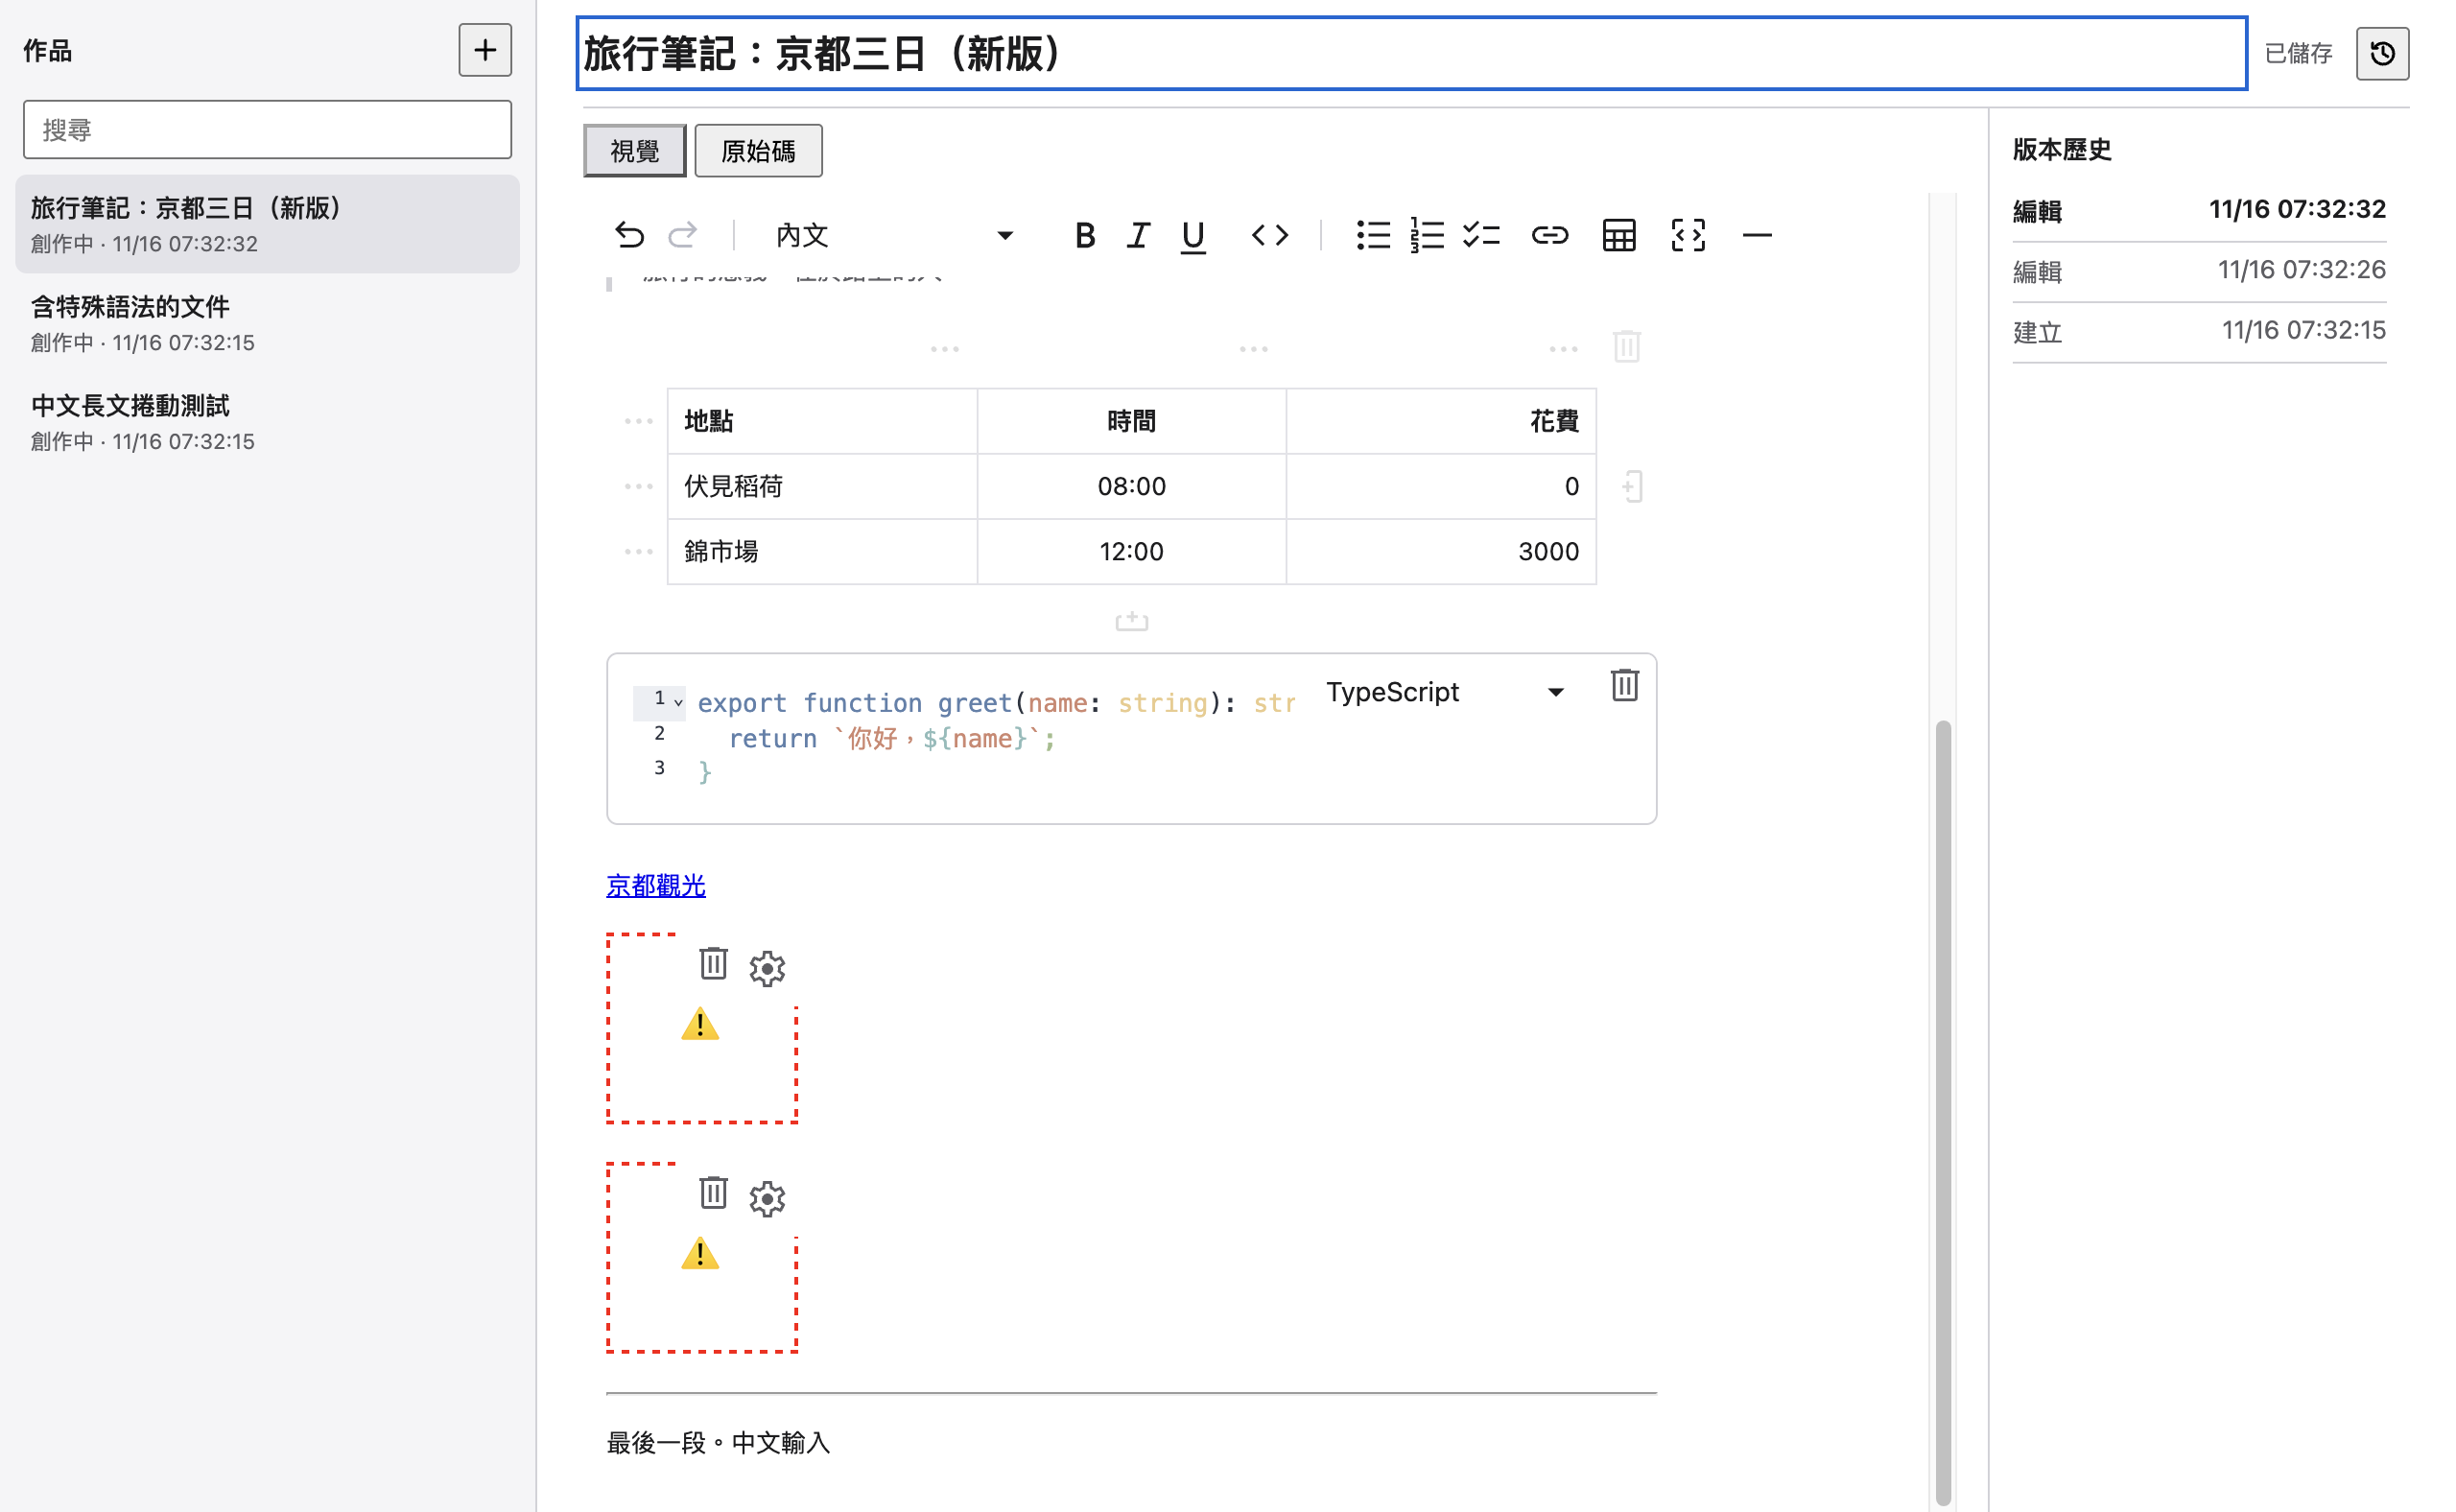 作品
搜尋
旅行筆記：京都三日（新版）
創作中 · 11/16 07:32:32
含特殊語法的文件
創作中 · 11/16 07:32:15
中文長文捲動測試
創作中 · 11/16 07:32:15
旅行筆記：京都三日（新版）
已儲存
視覺 原始碼
內文
地點 時間 花費
伏見稻荷 08:00 0
錦市場 12:00 3000
1 export function greet(name: string): str
TypeScript
2 return `你好，${name}`;
3 }
京都觀光
最後一段。中文輸入
版本歷史
編輯 11/16 07:32:32
編輯 11/16 07:32:26
建立 11/16 07:32:15